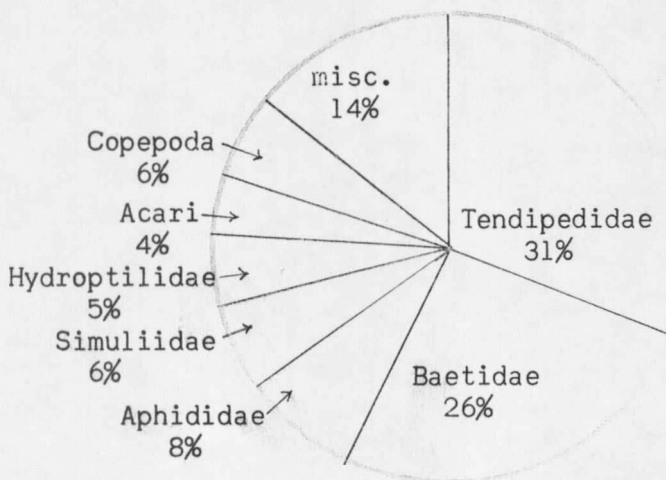 misc.
14%
Copepoda
6%
Acari
4%
Hydroptilidae
5%
Simuliidae
6%
Aphididae
8%
Baetidae
26%
Tendipedidae
31%